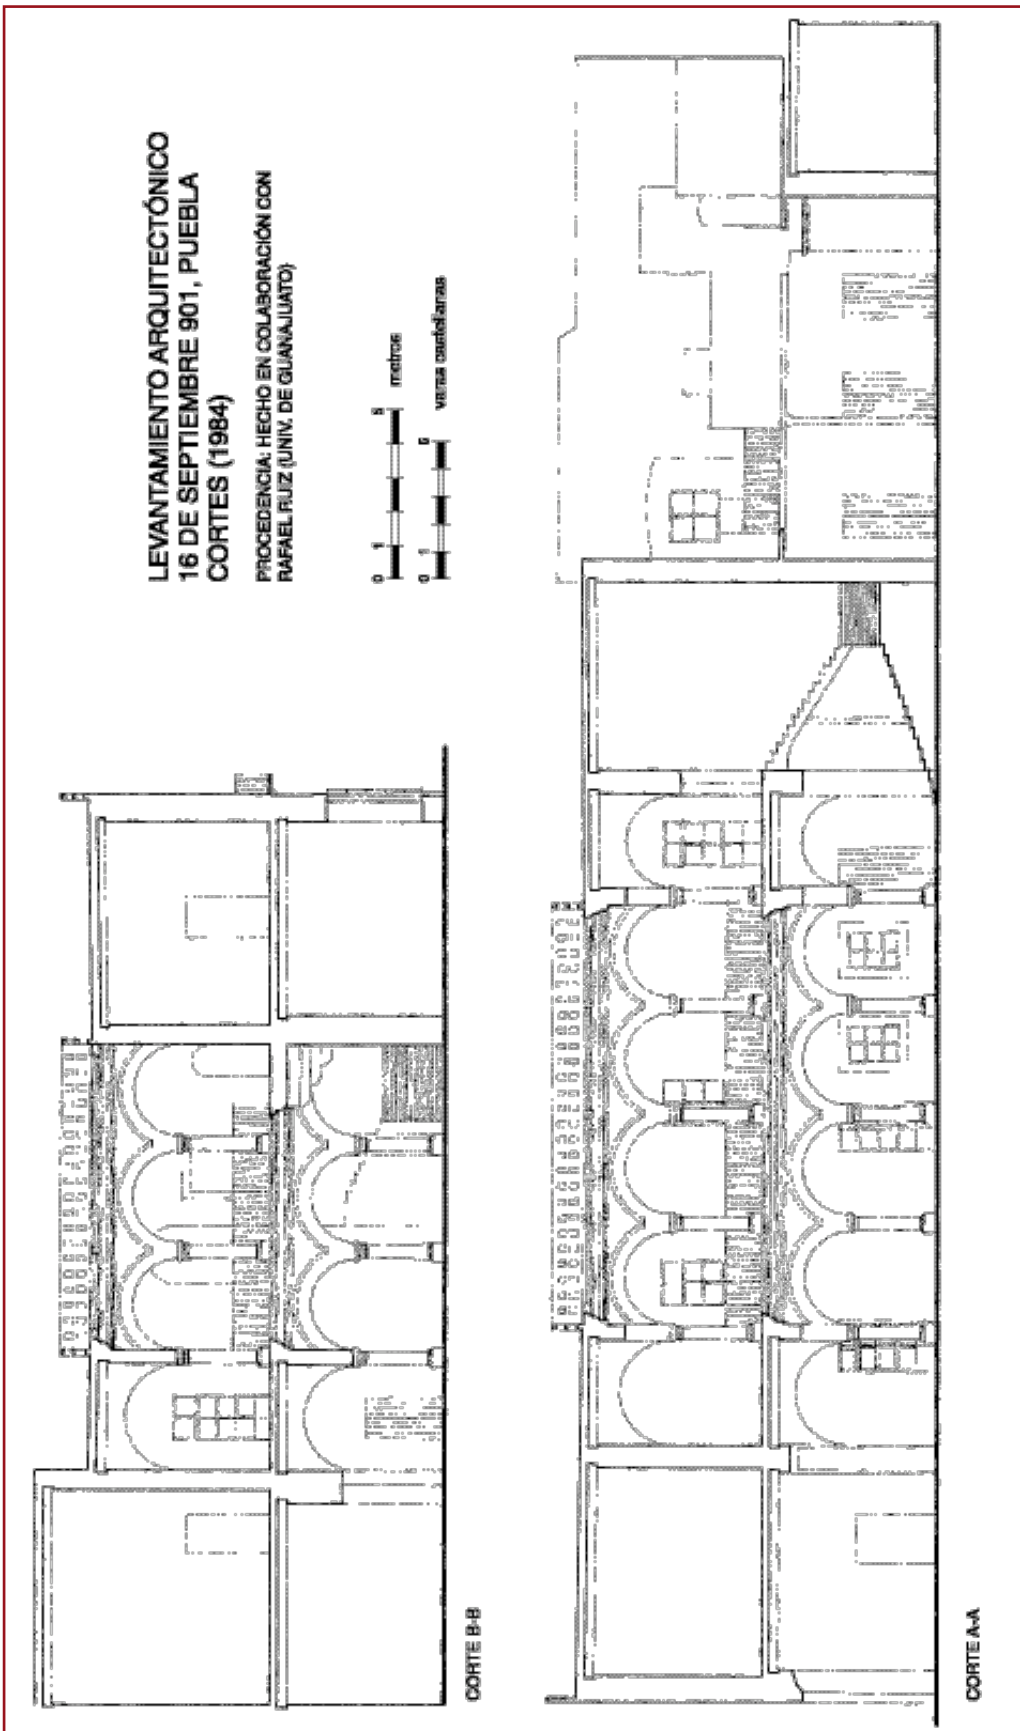 LEVANTAMIENTO ARQUITECTÓNICO
16 DE SEPTIEMBRE 901, PUEBLA
CORTES (1984)
PROCEDENCIA: HECHO EN COLABORACIÓN CON
RAFAEL RUIZ (UNIV. DE GUANAJUATO)
0 1 5 metros
0 1 5 varas castellanas
CORTE B-B
CORTE A-A